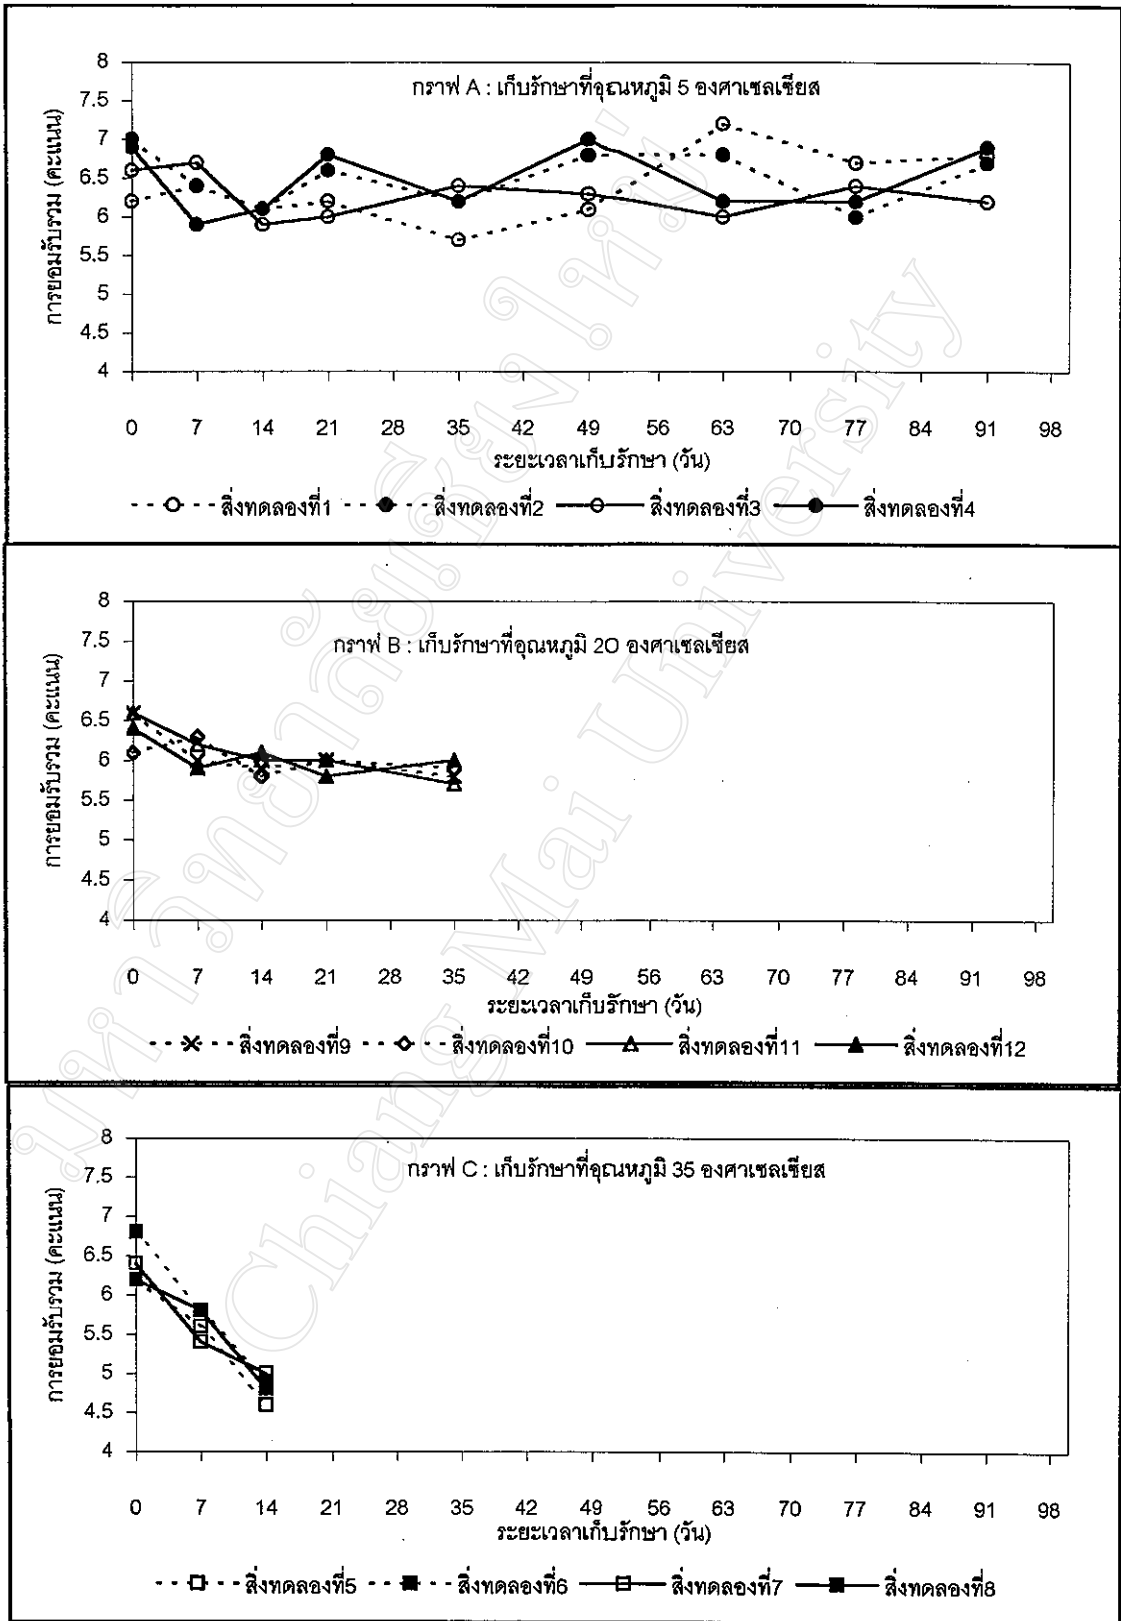 กราฟ A : เก็บรักษาที่อุณหภูมิ 5 องศาเซลเซียส
การยอมรับรวม (คะแนน)
8
7.5
7
6.5
6
5.5
5
4.5
4
0 7 14 21 28 35 42 49 56 63 70 77 84 91 98
ระยะเวลาเก็บรักษา (วัน)
สิ่งทดลองที่1 สิ่งทดลองที่2 สิ่งทดลองที่3 สิ่งทดลองที่4
กราฟ B : เก็บรักษาที่อุณหภูมิ 20 องศาเซลเซียส
การยอมรับรวม (คะแนน)
8
7.5
7
6.5
6
5.5
5
4.5
4
0 7 14 21 28 35 42 49 56 63 70 77 84 91 98
ระยะเวลาเก็บรักษา (วัน)
สิ่งทดลองที่9 สิ่งทดลองที่10 สิ่งทดลองที่11 สิ่งทดลองที่12
กราฟ C : เก็บรักษาที่อุณหภูมิ 35 องศาเซลเซียส
การยอมรับรวม (คะแนน)
8
7.5
7
6.5
6
5.5
5
4.5
4
0 7 14 21 28 35 42 49 56 63 70 77 84 91 98
ระยะเวลาเก็บรักษา (วัน)
สิ่งทดลองที่5 สิ่งทดลองที่6 สิ่งทดลองที่7 สิ่งทดลองที่8
มหาวิทยาลัยเชียงใหม่
Chiang Mai University